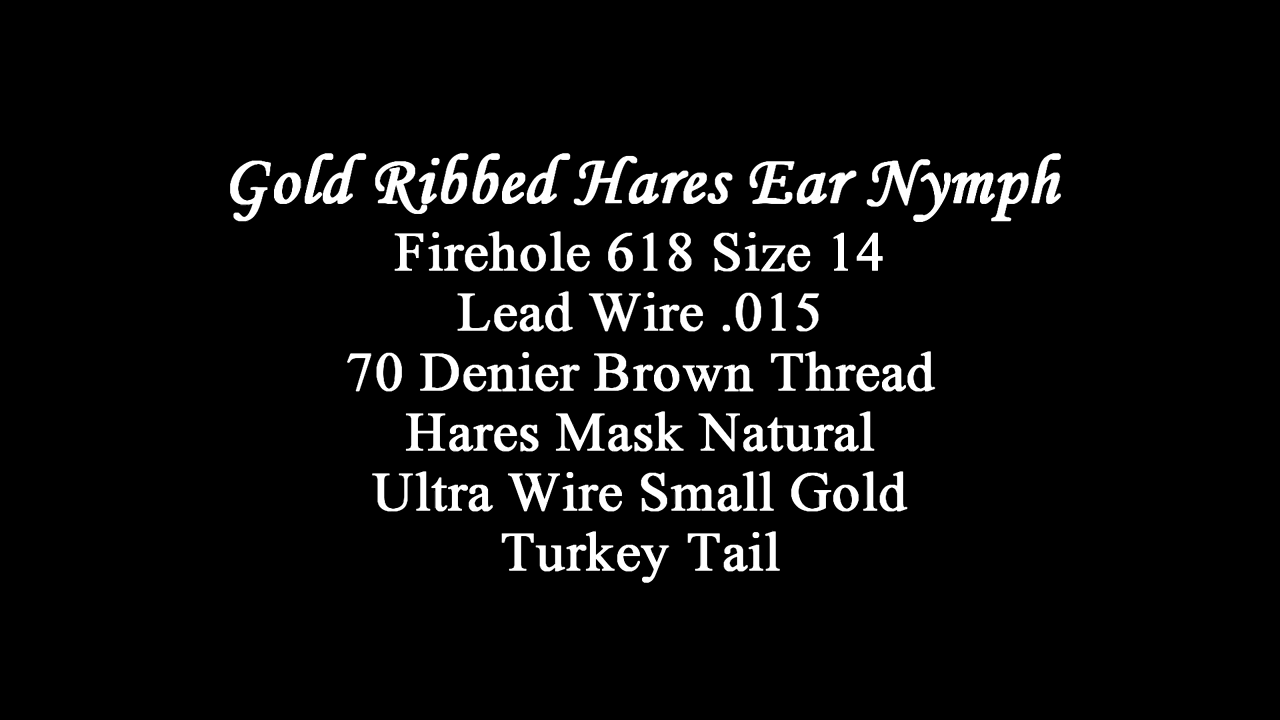 Gold Ribbed Hares Ear Nymph
Firehole 618 Size 14
Lead Wire .015
70 Denier Brown Thread
Hares Mask Natural
Ultra Wire Small Gold
Turkey Tail